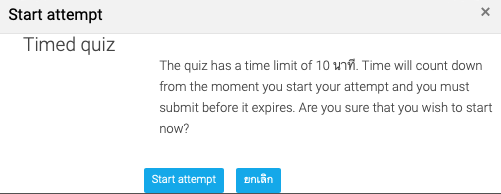 Start attempt ×
Timed quiz
The quiz has a time limit of 10 นาที. Time will count down
from the moment you start your attempt and you must
submit before it expires. Are you sure that you wish to start
now?
Start attempt ยกเลิก